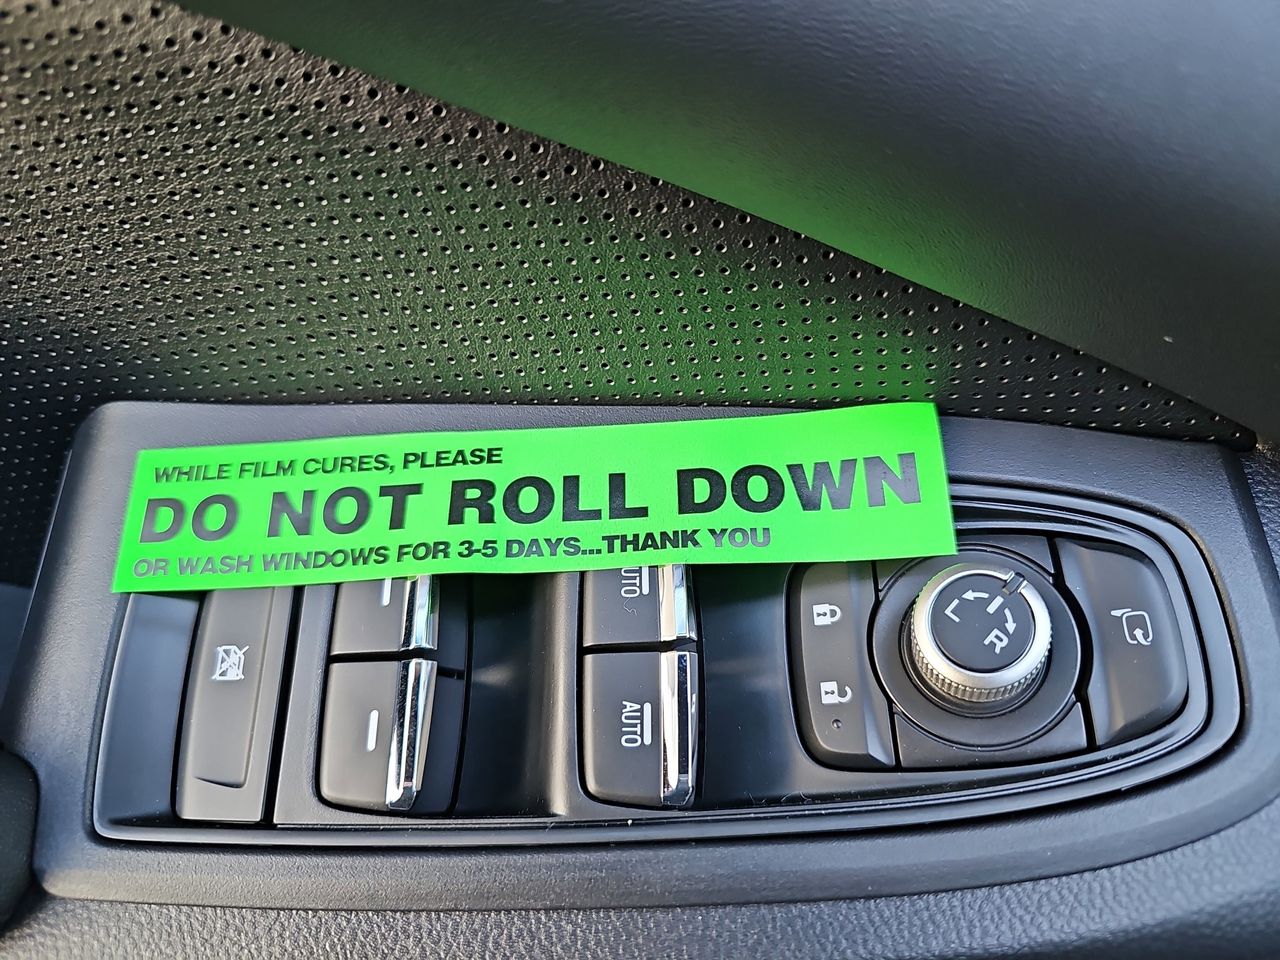 WHILE FILM CURES, PLEASE
DO NOT ROLL DOWN
OR WASH WINDOWS FOR 3-5 DAYS...THANK YOU
AUTO
AUTO
L
R